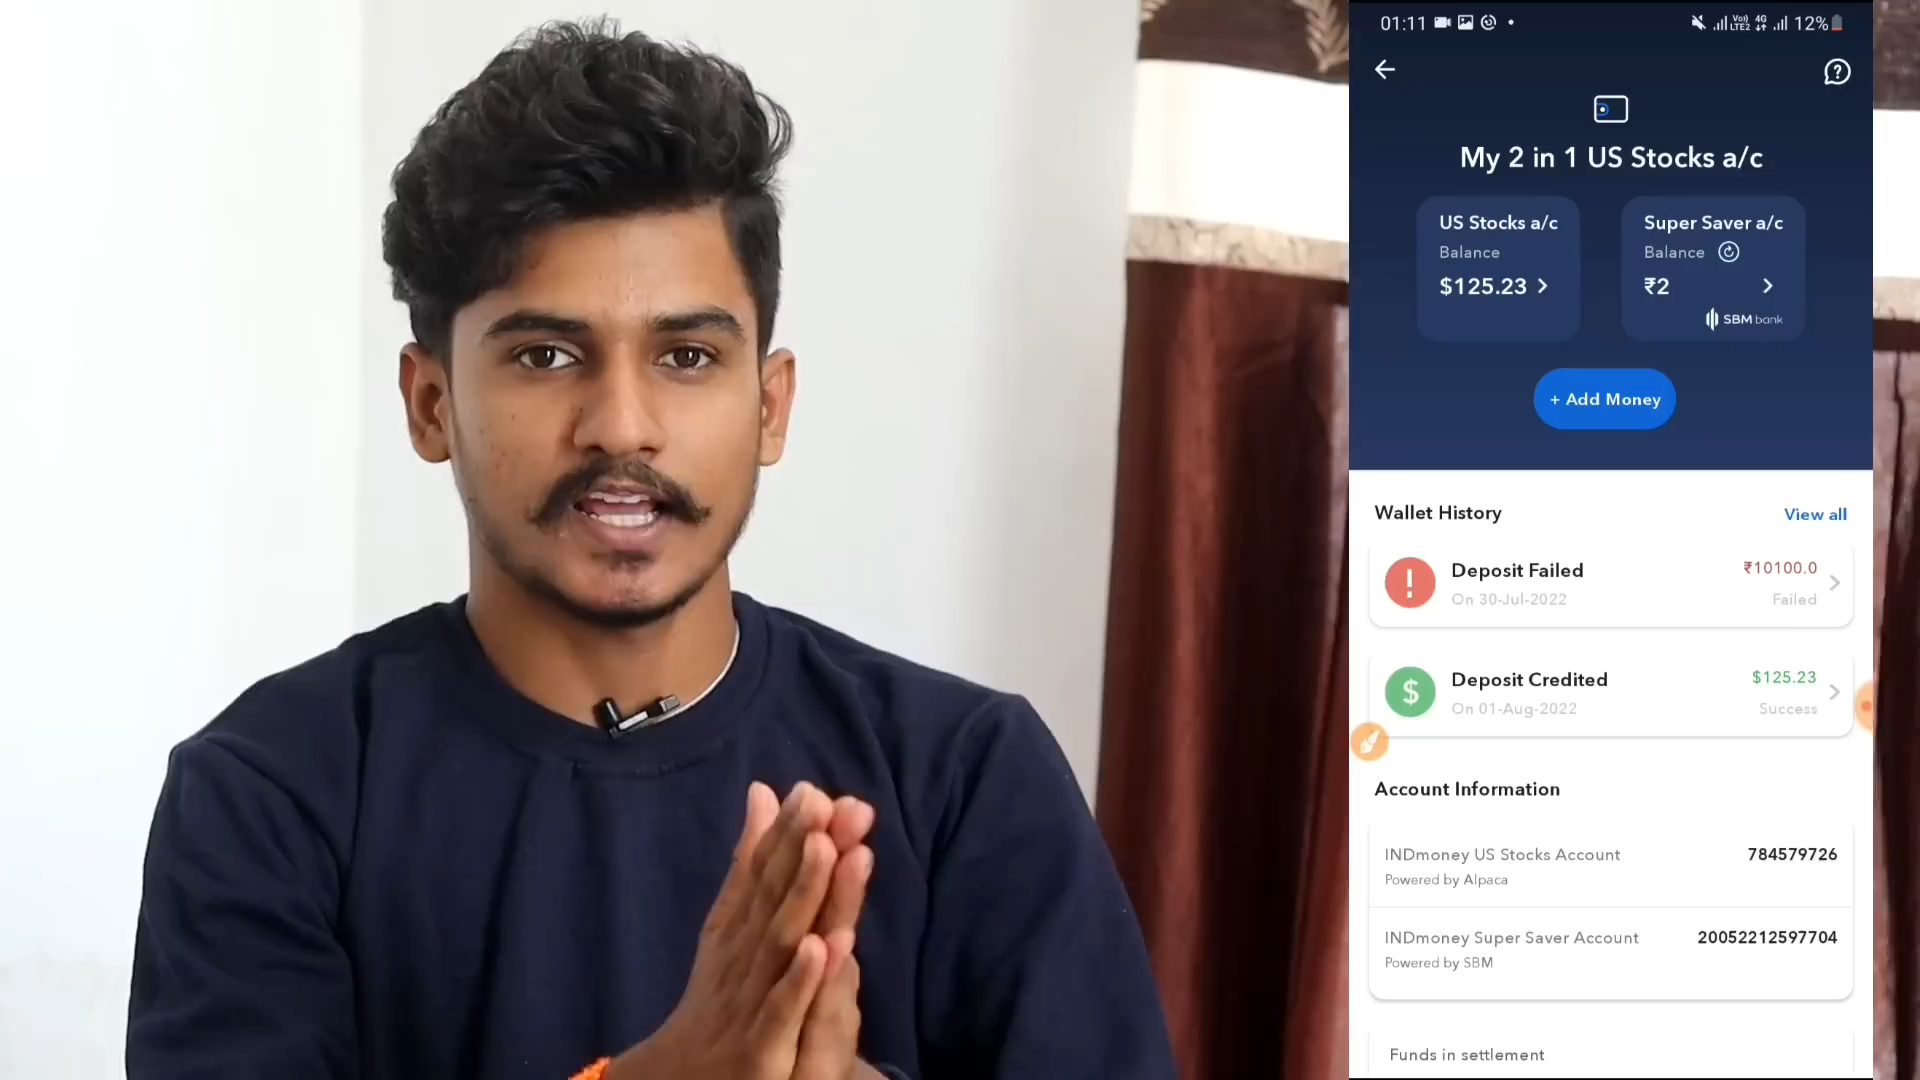 01:11
Vo)) LTE2 4G 12%
My 2 in 1 US Stocks a/c
US Stocks a/c
Balance
$125.23
Super Saver a/c
Balance
₹2
SBM bank
+ Add Money
Wallet History
View all
Deposit Failed
₹10100.0
On 30-Jul-2022
Failed
Deposit Credited
$125.23
On 01-Aug-2022
Success
Account Information
INDmoney US Stocks Account
784579726
Powered by Alpaca
INDmoney Super Saver Account
20052212597704
Powered by SBM
Funds in settlement